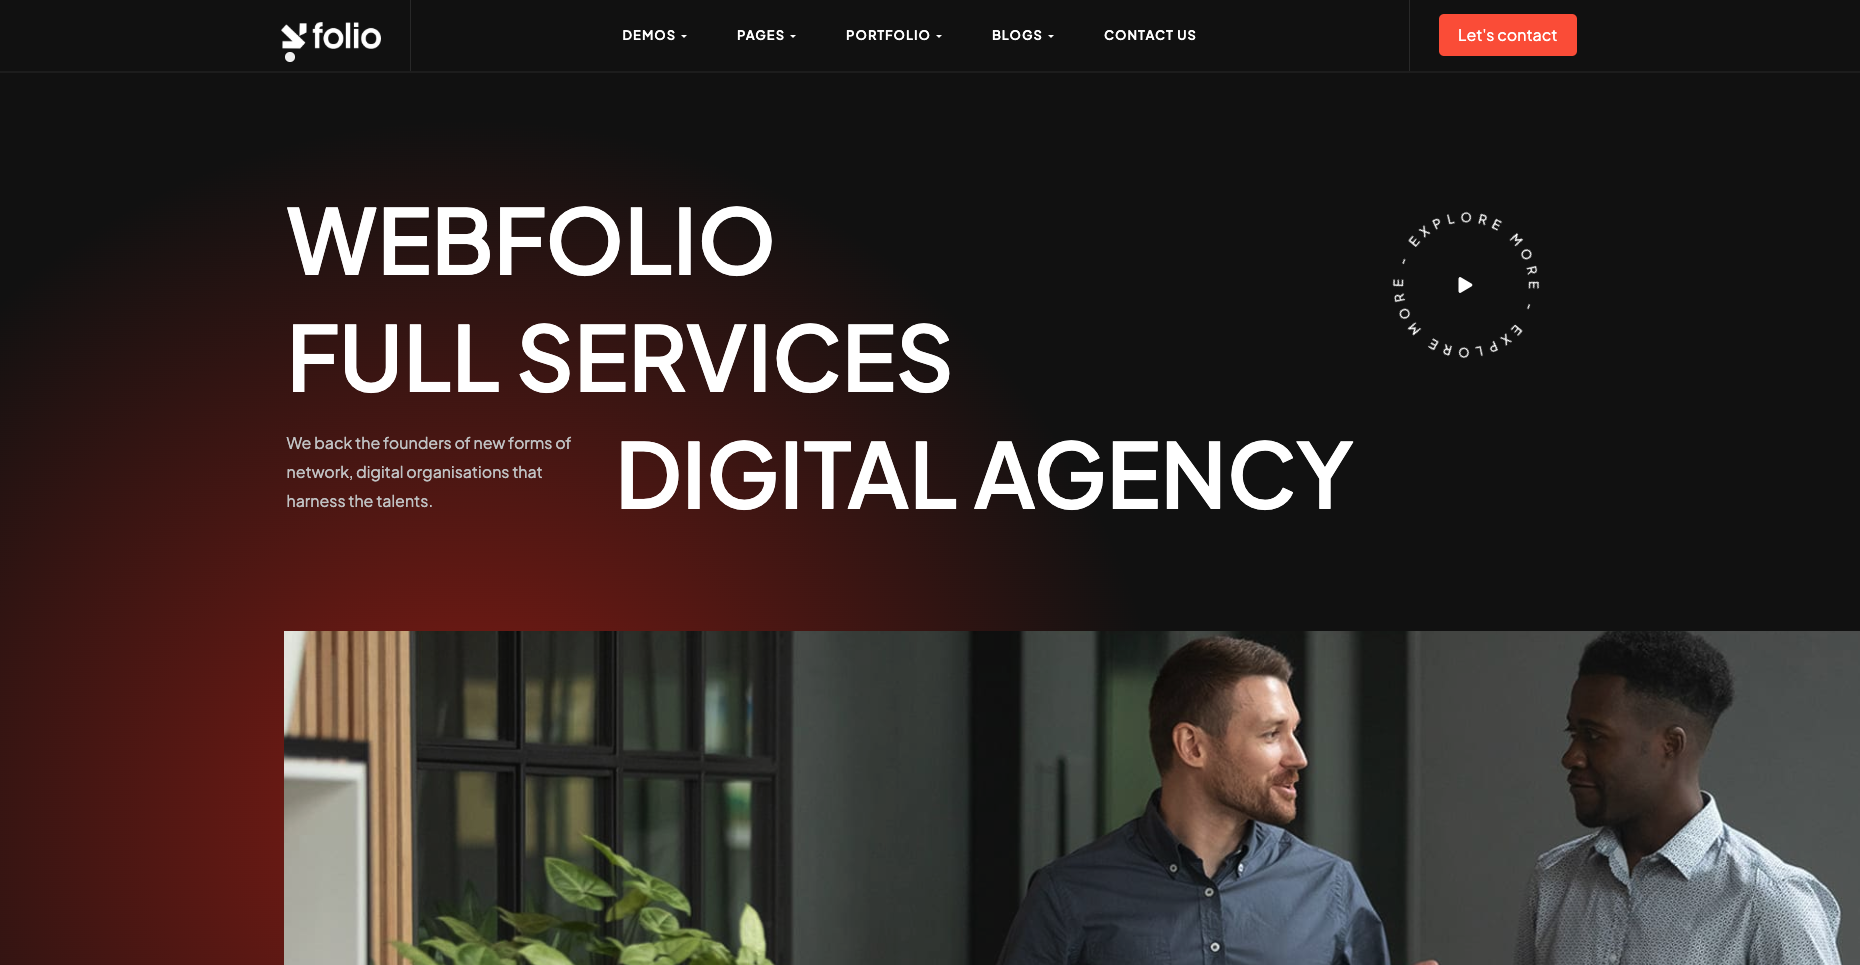 folio
DEMOS
PAGES
PORTFOLIO
BLOGS
CONTACT US
Let's contact
WEBFOLIO
FULL SERVICES
DIGITAL AGENCY
We back the founders of new forms of
network, digital organisations that
harness the talents.
EXPLORE MORE - EXPLORE MORE -